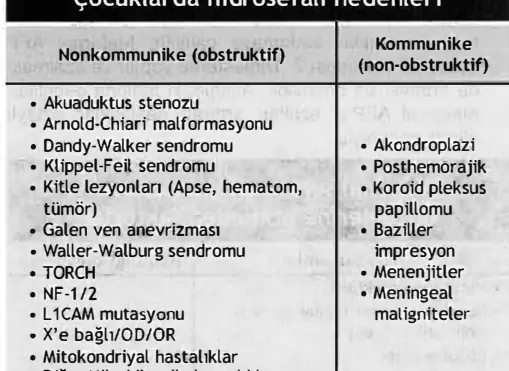 Çocuklarda hidrosefali nedenleri
Nonkommunike (obstruktif)
• Akuaduktus stenozu
• Arnold-Chiari malformasyonu
• Dandy-Walker sendromu
• Klippel-Feil sendromu
• Kitle lezyonları (Apse, hematom,
tümör)
• Galen ven anevrizması
• Waller-Walburg sendromu
• TORCH
• NF-1/2
• L1CAM mutasyonu
• X'e bağlı/OD/OR
• Mitokondriyal hastalıklar
Kommunike
(non-obstruktif)
• Akondroplazi
• Posthemorajik
• Koroid pleksus
papillomu
• Baziller
impresyon
• Menenjitler
• Meningeal
maligniteler